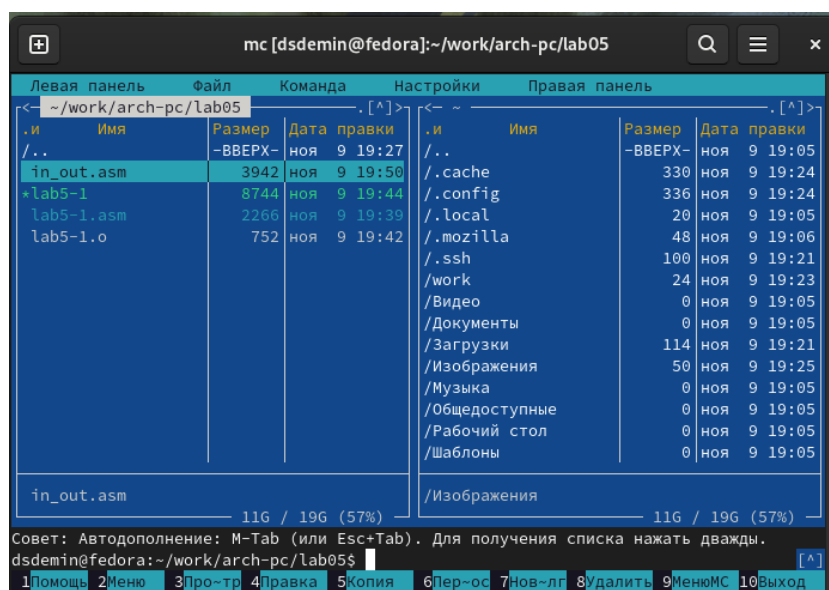 mc [dsdemin@fedora]:~/work/arch-pc/lab05
Левая панель Файл Команда Настройки Правая панель
<— ~/work/arch-pc/lab05 .[^]>
.и Имя Размер Дата правки
/.. -ВВЕРХ- ноя 9 19:27
in_out.asm 3942 ноя 9 19:50
*lab5-1 8744 ноя 9 19:44
lab5-1.asm 2266 ноя 9 19:39
lab5-1.o 752 ноя 9 19:42
in_out.asm
11G / 19G (57%)
<— ~ .[^]>
.и Имя Размер Дата правки
/.. -ВВЕРХ- ноя 9 19:05
/.cache 330 ноя 9 19:24
/.config 336 ноя 9 19:24
/.local 20 ноя 9 19:05
/.mozilla 48 ноя 9 19:06
/.ssh 100 ноя 9 19:21
/work 24 ноя 9 19:23
/Видео 0 ноя 9 19:05
/Документы 0 ноя 9 19:05
/Загрузки 114 ноя 9 19:21
/Изображения 50 ноя 9 19:25
/Музыка 0 ноя 9 19:05
/Общедоступные 0 ноя 9 19:05
/Рабочий стол 0 ноя 9 19:05
/Шаблоны 0 ноя 9 19:05
/Изображения
11G / 19G (57%)
Совет: Автодополнение: M-Tab (или Esc+Tab). Для получения списка нажать дважды.
dsdemin@fedora:~/work/arch-pc/lab05$ [^]
1Помощь 2Меню 3Про~тр 4Правка 5Копия 6Пер~ос 7Нов~лг 8Удалить 9МенюМС 10Выход